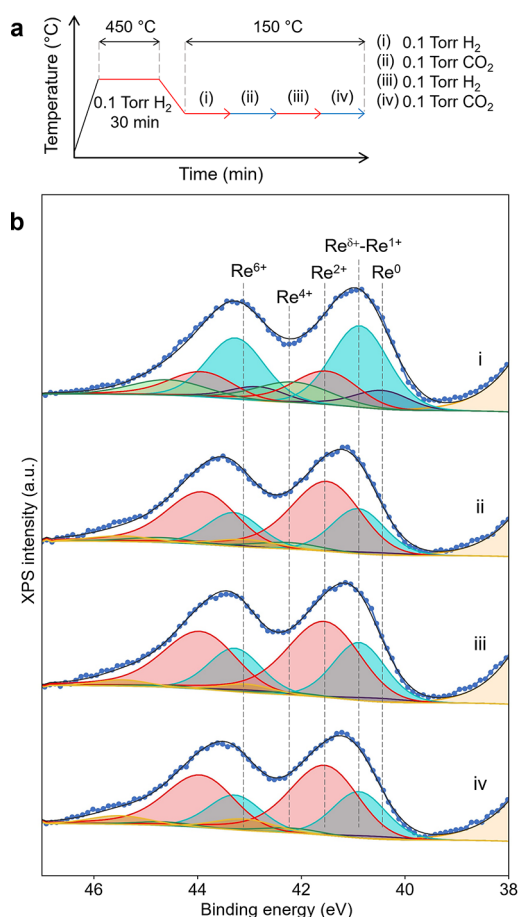 a
450 °C
150 °C
(i) 0.1 Torr H₂
(ii) 0.1 Torr CO₂
(iii) 0.1 Torr H₂
(iv) 0.1 Torr CO₂
Temperature (°C)
0.1 Torr H₂
30 min
(i) (ii) (iii) (iv)
Time (min)
b
Reᵟ⁺-Re¹⁺
Re⁶⁺
Re⁴⁺
Re²⁺
Re⁰
i
ii
iii
iv
XPS intensity (a.u.)
46 44 42 40 38
Binding energy (eV)